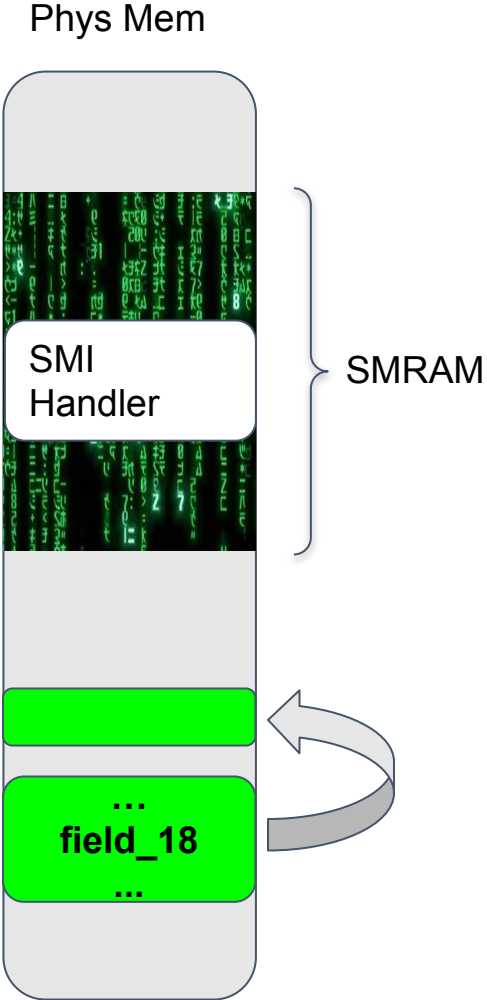 Phys Mem
SMI
Handler
SMRAM
...
field_18
...